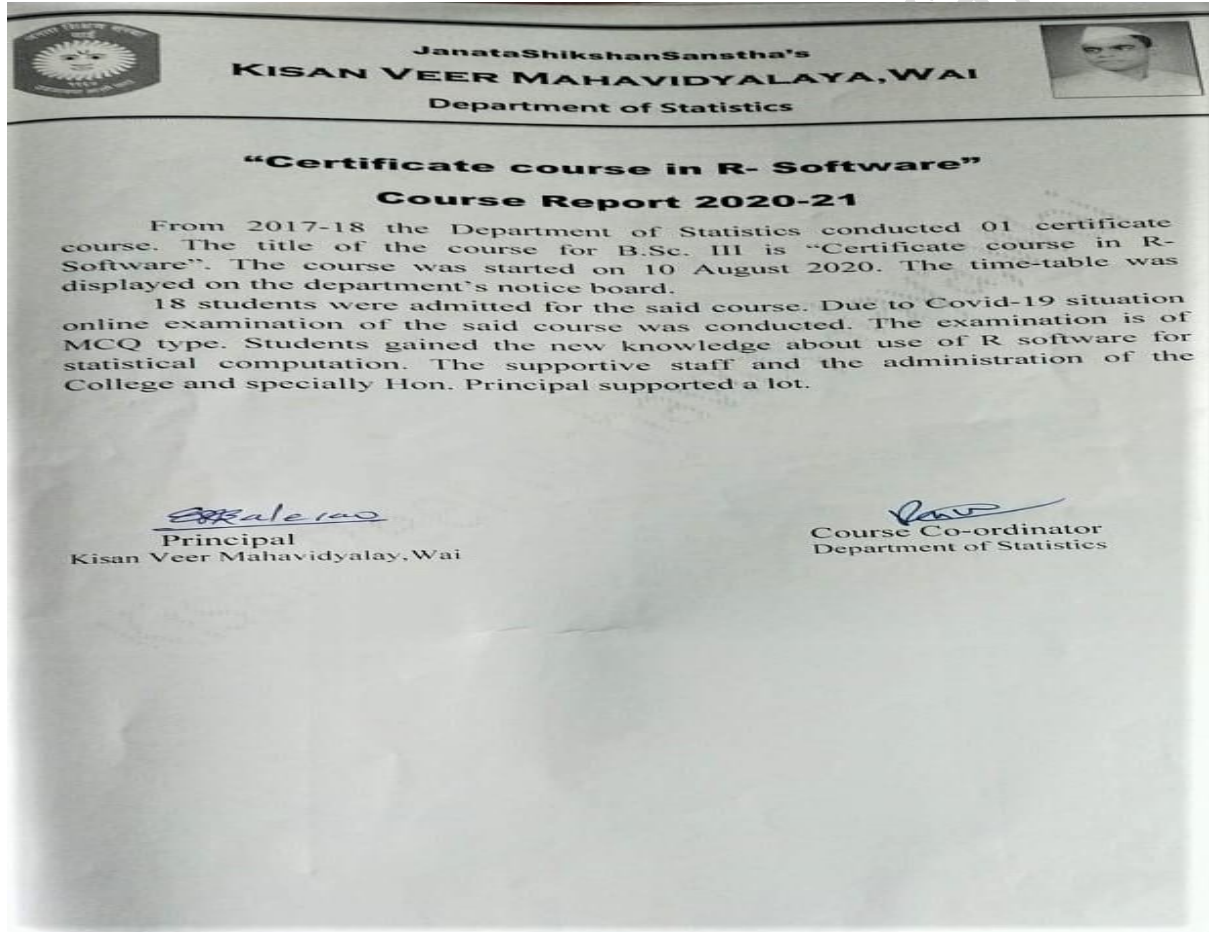 JanataShikshanSanstha's
KISAN VEER MAHAVIDYALAYA,WAI
Department of Statistics
“Certificate course in R- Software”
Course Report 2020-21
From 2017-18 the Department of Statistics conducted 01 certificate
course. The title of the course for B.Sc. III is “Certificate course in R-
Software”. The course was started on 10 August 2020. The time-table was
displayed on the department’s notice board.
18 students were admitted for the said course. Due to Covid-19 situation
online examination of the said course was conducted. The examination is of
MCQ type. Students gained the new knowledge about use of R software for
statistical computation. The supportive staff and the administration of the
College and specially Hon. Principal supported a lot.
Principal
Kisan Veer Mahavidyalay,Wai
Course Co-ordinator
Department of Statistics